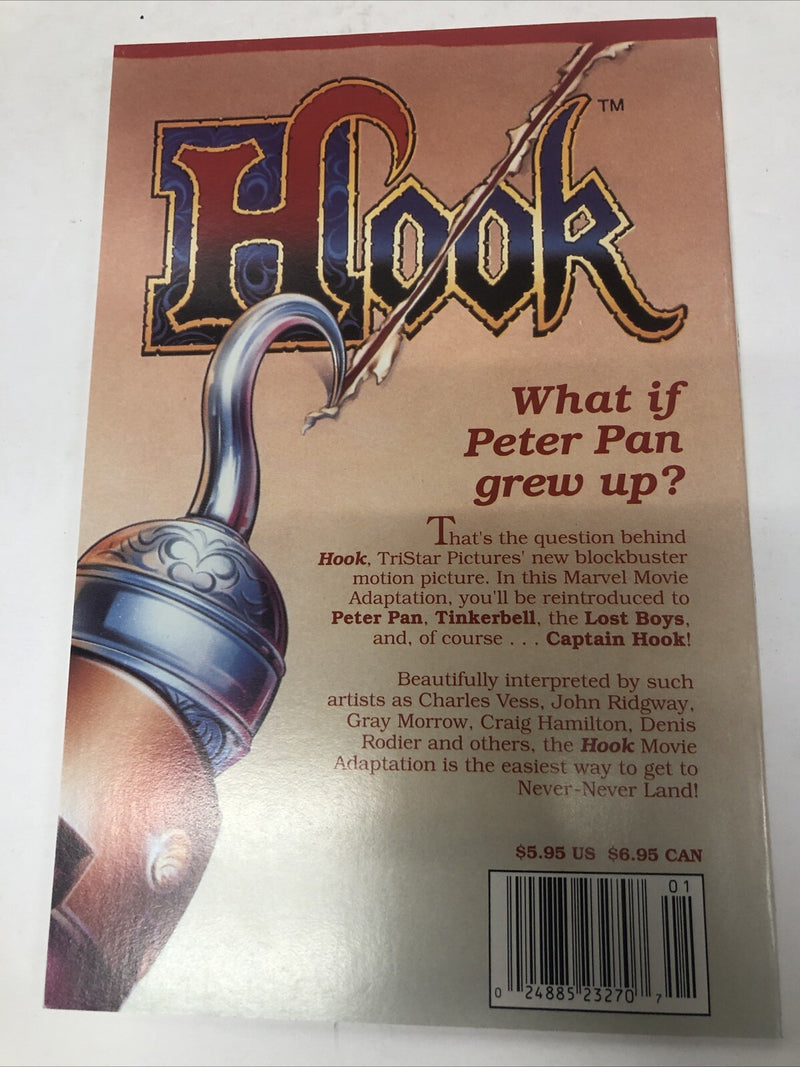 Hook™
What if
Peter Pan
grew up?
That's the question behind
Hook, TriStar Pictures' new blockbuster
motion picture. In this Marvel Movie
Adaptation, you'll be reintroduced to
Peter Pan, Tinkerbell, the Lost Boys,
and, of course . . . Captain Hook!
Beautifully interpreted by such
artists as Charles Vess, John Ridgway,
Gray Morrow, Craig Hamilton, Denis
Rodier and others, the Hook Movie
Adaptation is the easiest way to get to
Never-Never Land!
$5.95 US $6.95 CAN
01
0 24885 23270 7